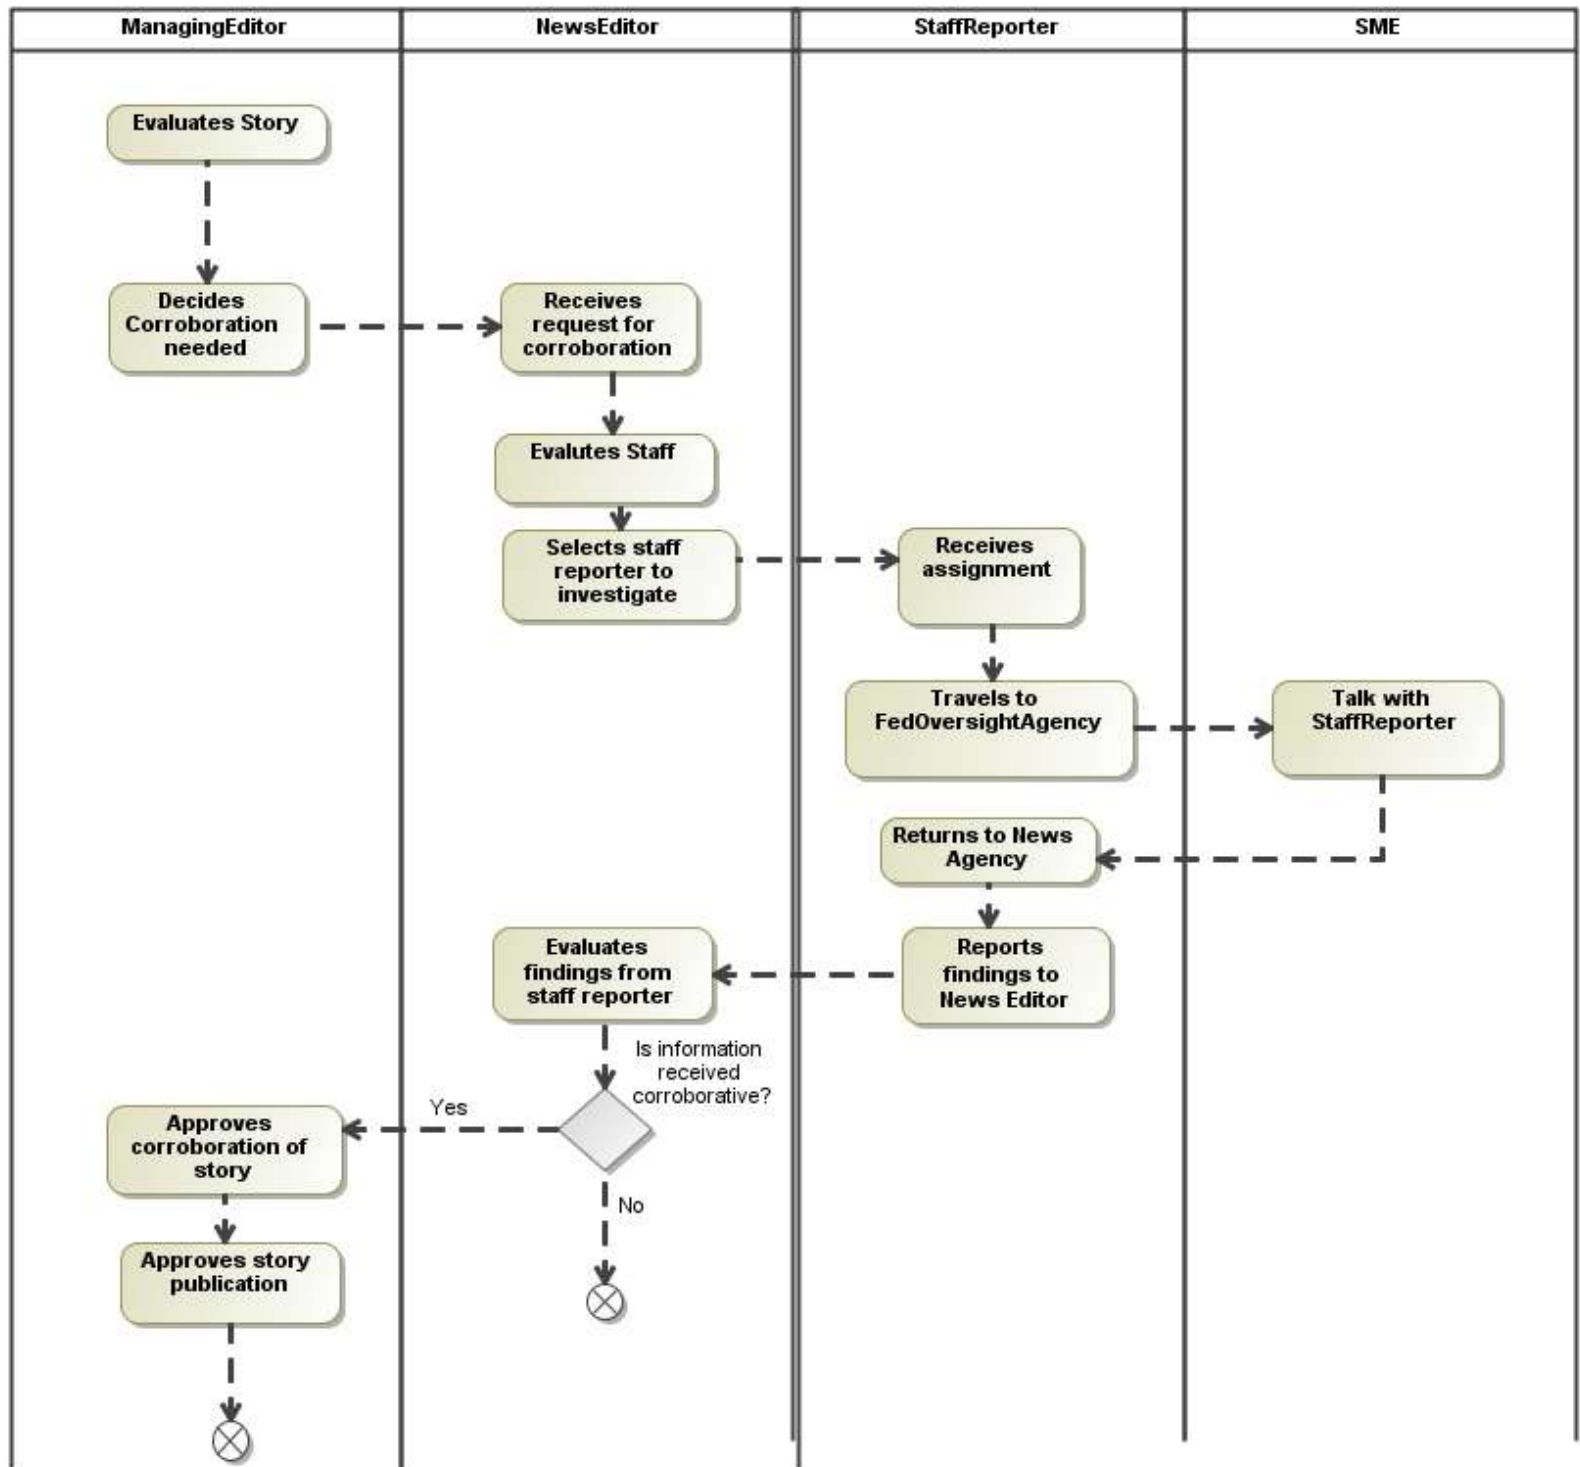 ManagingEditor
NewsEditor
StaffReporter
SME
Evaluates Story
Decides
Corroboration
needed
Receives
request for
corroboration
Evalutes Staff
Selects staff
reporter to
investigate
Receives
assignment
Travels to
FedOversightAgency
Talk with
StaffReporter
Returns to News
Agency
Reports
findings to
News Editor
Evaluates
findings from
staff reporter
Is information
received
corroborative?
Yes
No
Approves
corroboration of
story
Approves story
publication